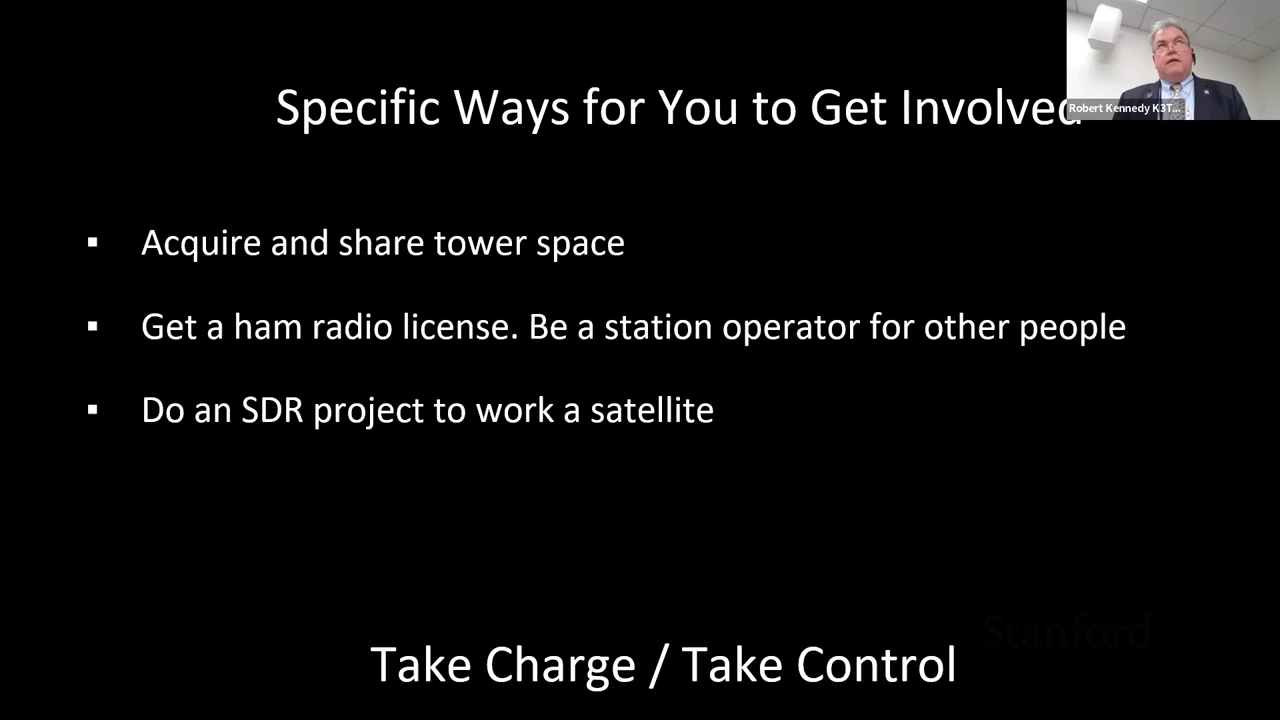 Specific Ways for You to Get Involved
Robert Kennedy K3T...
▪ Acquire and share tower space
▪ Get a ham radio license. Be a station operator for other people
▪ Do an SDR project to work a satellite
Stanford
Take Charge / Take Control